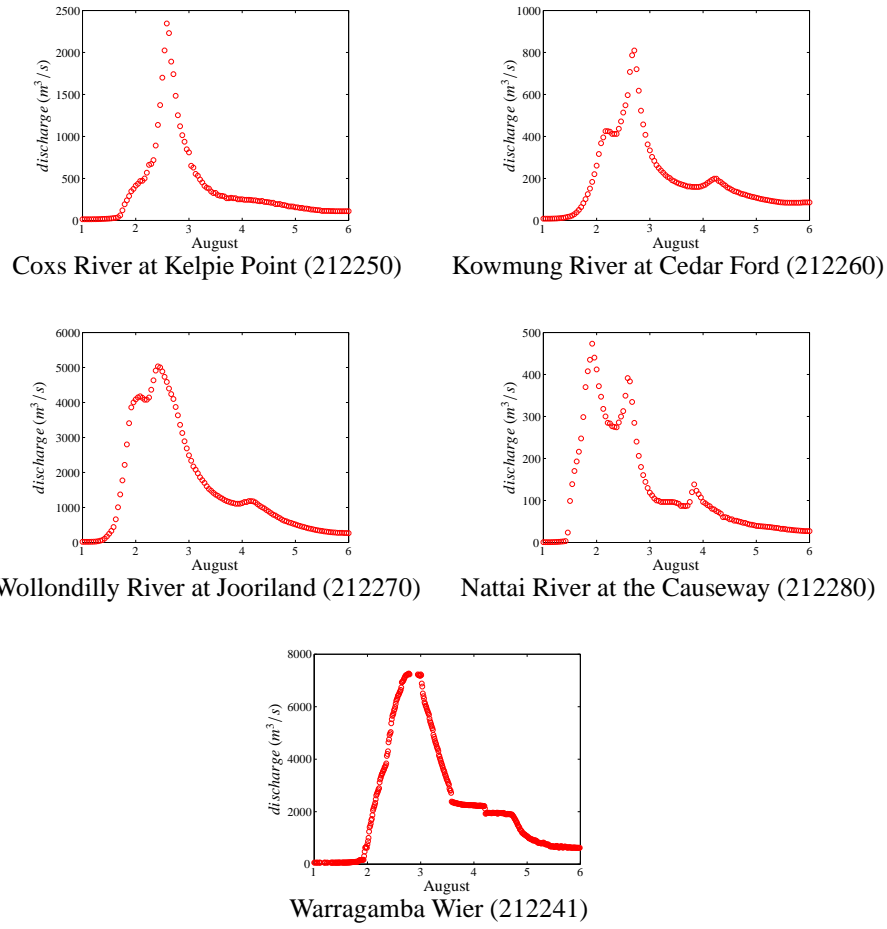 2500
2000
1500
1000
500
0
discharge (m³/s)
1 2 3 4 5 6
August
Coxs River at Kelpie Point (212250)
1000
800
600
400
200
0
discharge (m³/s)
1 2 3 4 5 6
August
Kowmung River at Cedar Ford (212260)
6000
5000
4000
3000
2000
1000
0
discharge (m³/s)
1 2 3 4 5 6
August
Wollondilly River at Jooriland (212270)
500
400
300
200
100
0
discharge (m³/s)
1 2 3 4 5 6
August
Nattai River at the Causeway (212280)
8000
6000
4000
2000
0
discharge (m³/s)
1 2 3 4 5 6
August
Warragamba Wier (212241)